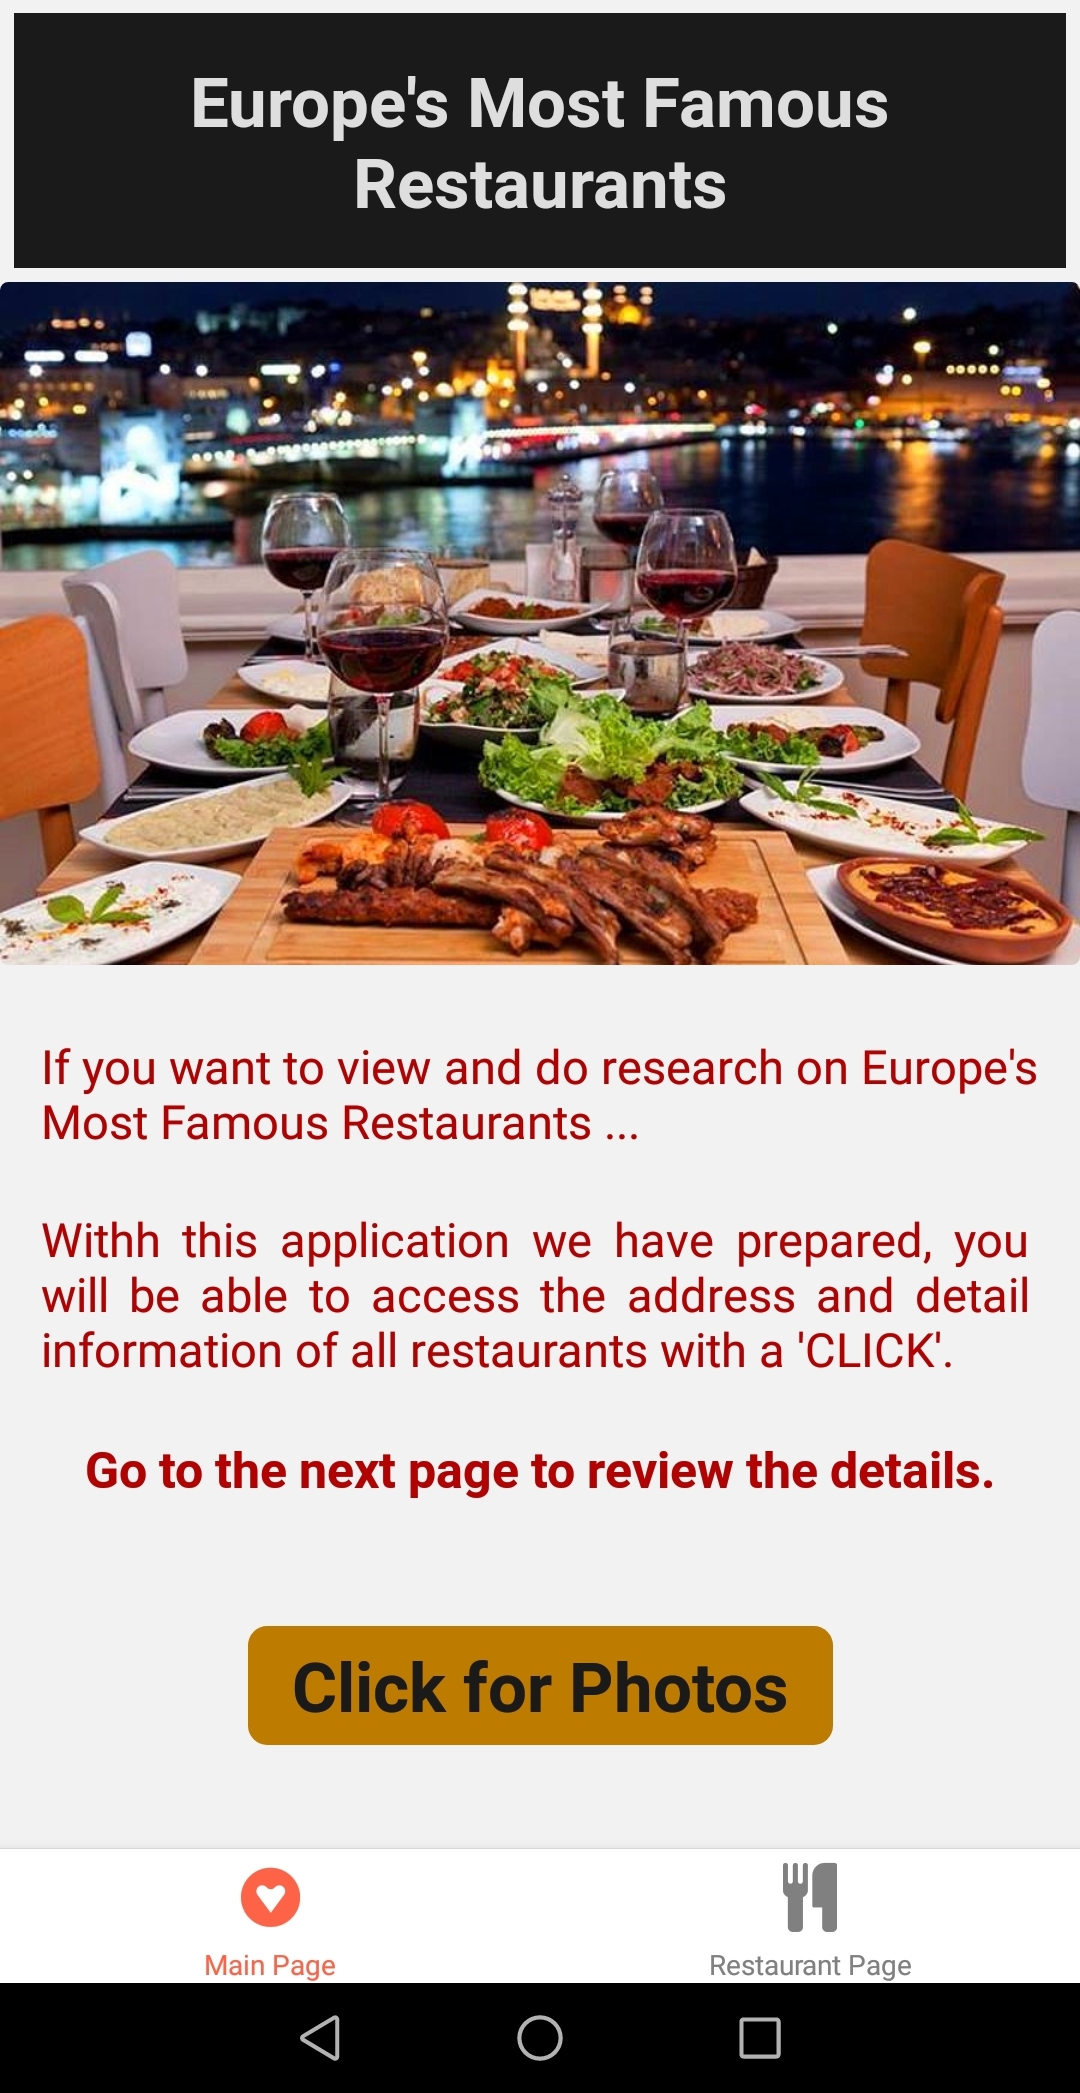 Europe's Most Famous
Restaurants
If you want to view and do research on Europe's
Most Famous Restaurants ...
Withh this application we have prepared, you
will be able to access the address and detail
information of all restaurants with a 'CLICK'.
Go to the next page to review the details.
Click for Photos
Main Page
Restaurant Page